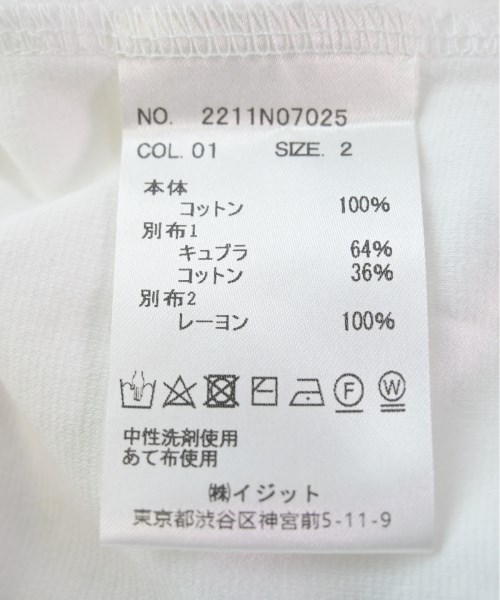 NO. 2211N07025
COL. 01 SIZE. 2
本体
コットン 100%
別布1
キュプラ 64%
コットン 36%
別布2
レーヨン 100%
F W
中性洗剤使用
あて布使用
㈱イジット
東京都渋谷区神宮前5-11-9